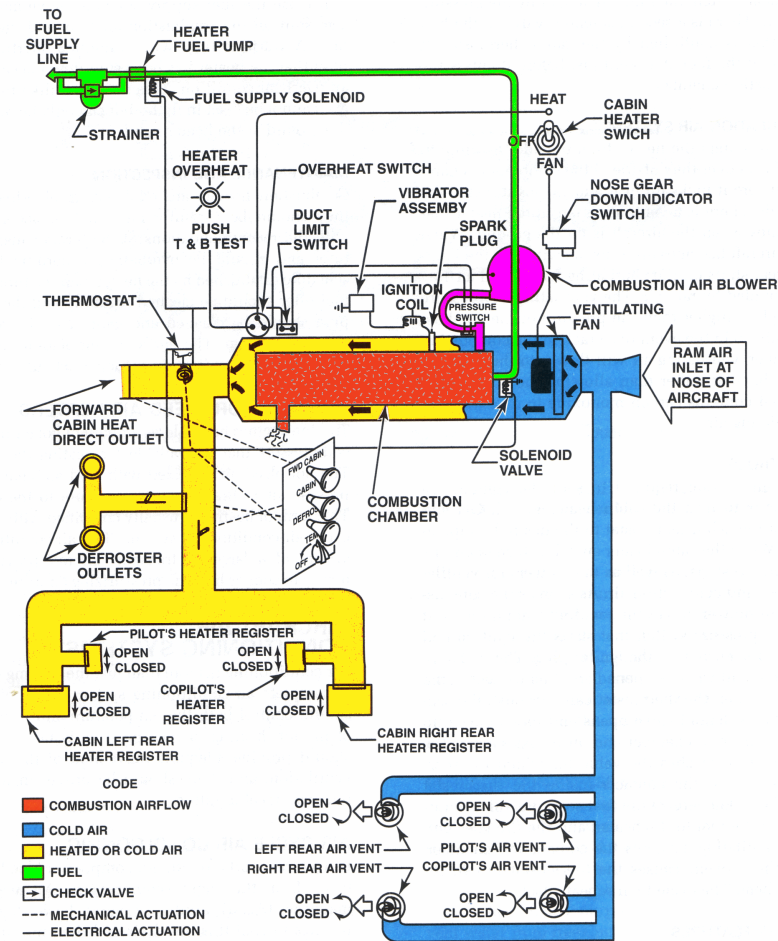 TO
FUEL
SUPPLY
LINE
HEATER
FUEL PUMP
FUEL SUPPLY SOLENOID
STRAINER
HEAT
OFF
FAN
CABIN
HEATER
SWICH
HEATER
OVERHEAT
PUSH
T & B TEST
OVERHEAT SWITCH
DUCT
LIMIT
SWITCH
VIBRATOR
ASSEMBY
SPARK
PLUG
NOSE GEAR
DOWN INDICATOR
SWITCH
COMBUSTION AIR BLOWER
IGNITION
COIL
PRESSURE
SWITCH
VENTILATING
FAN
THERMOSTAT
RAM AIR
INLET AT
NOSE OF
AIRCRAFT
FORWARD
CABIN HEAT
DIRECT OUTLET
SOLENOID
VALVE
COMBUSTION
CHAMBER
FWD CABIN
CABIN
DEFROS
TEM
OFF
DEFROSTER
OUTLETS
PILOT'S HEATER REGISTER
OPEN
CLOSED
OPEN
CLOSED
COPILOT'S
HEATER
REGISTER
OPEN
CLOSED
OPEN
CLOSED
CABIN LEFT REAR
HEATER REGISTER
CABIN RIGHT REAR
HEATER REGISTER
CODE
COMBUSTION AIRFLOW
COLD AIR
HEATED OR COLD AIR
FUEL
CHECK VALVE
MECHANICAL ACTUATION
ELECTRICAL ACTUATION
OPEN
CLOSED
LEFT REAR AIR VENT
OPEN
CLOSED
PILOT'S AIR VENT
RIGHT REAR AIR VENT
OPEN
CLOSED
COPILOT'S AIR VENT
OPEN
CLOSED